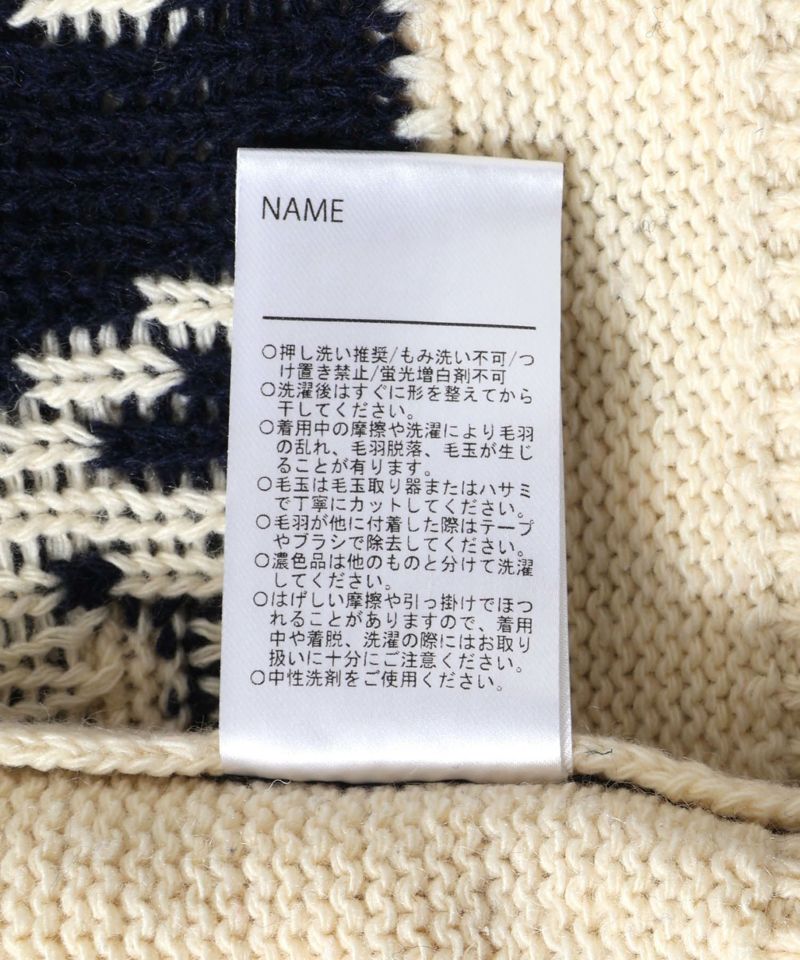 NAME
○押し洗い推奨/もみ洗い不可/つ
け置き禁止/蛍光増白剤不可
○洗濯後はすぐに形を整えてから
干してください。
○着用中の摩擦や洗濯により毛羽
の乱れ、毛羽脱落、毛玉が生じ
ることが有ります。
○毛玉は毛玉取り器またはハサミ
で丁寧にカットしてください。
○毛羽が他に付着した際はテープ
やブラシで除去してください。
○濃色品は他のものと分けて洗濯
してください。
○はげしい摩擦や引っ掛けでほつ
れることがありますので、着用
中や着脱、洗濯の際にはお取り
扱いに十分にご注意ください。
○中性洗剤をご使用ください。